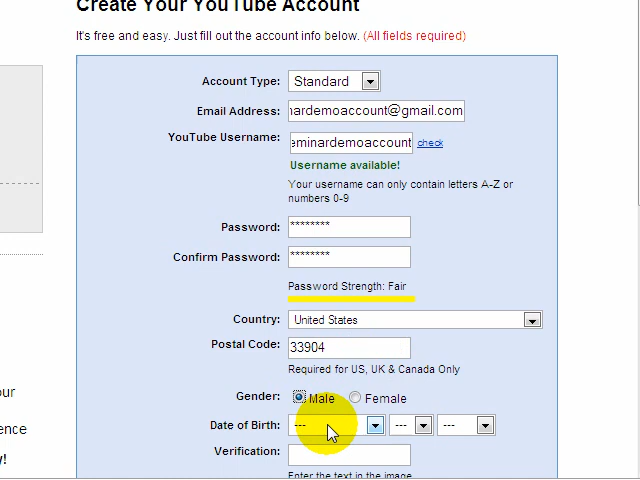 Create Your YouTube Account
It's free and easy. Just fill out the account info below. (All fields required)
Account Type: Standard
Email Address: nardemoaccount@gmail.com
YouTube Username: eminardemoaccount check
Username available!
Your username can only contain letters A-Z or
numbers 0-9
Password: ********
Confirm Password: ********
Password Strength: Fair
Country: United States
Postal Code: 33904
Required for US, UK & Canada Only
our
Gender: Male Female
Date of Birth: --- --- ---
ence
Verification:
y!
Enter the text in the image